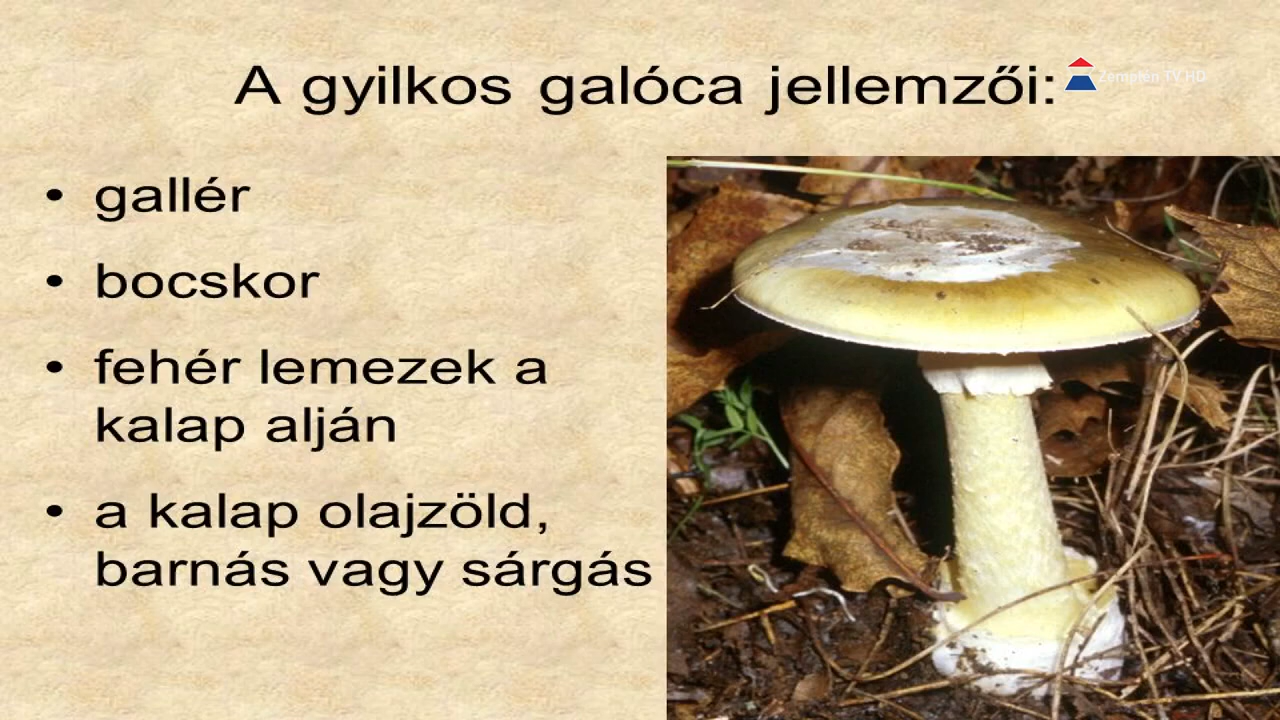 A gyilkos galóca jellemzői:
Zemplén TV HD
• gallér
• bocskor
• fehér lemezek a
kalap alján
• a kalap olajzöld,
barnás vagy sárgás